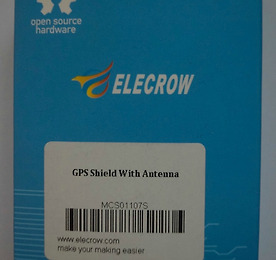 open source
hardware
ELECROW
GPS Shield With Antenna
MCS01107S
www.elecrow.com
make your making easier